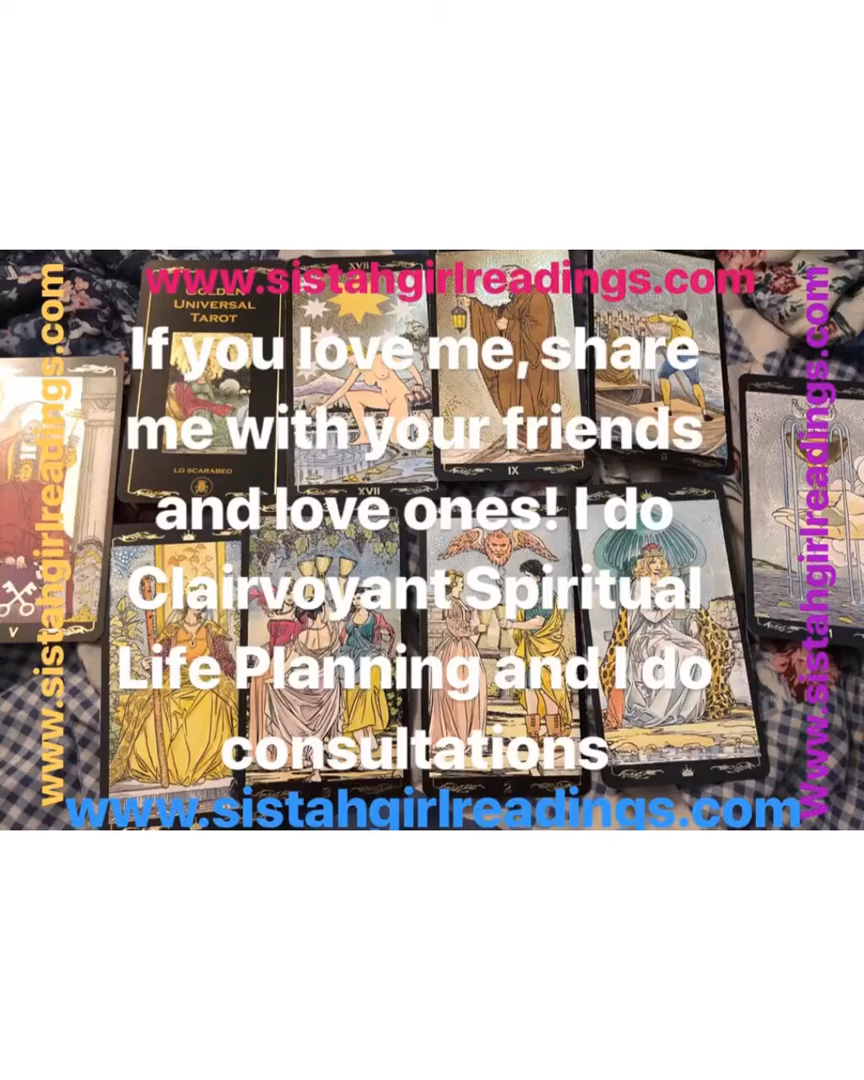 www.sistahgirlreadings.com
www.sistahgirlreadings.com
www.sistahgirlreadings.com
UNIVERSAL
TAROT
If you love me, share
me with your friends
LO SCARABEO
IX
XVII
6
and love ones! I do
Clairvoyant Spiritual
V
Life Planning and I do
consultations
www.sistahgirlreadings.com